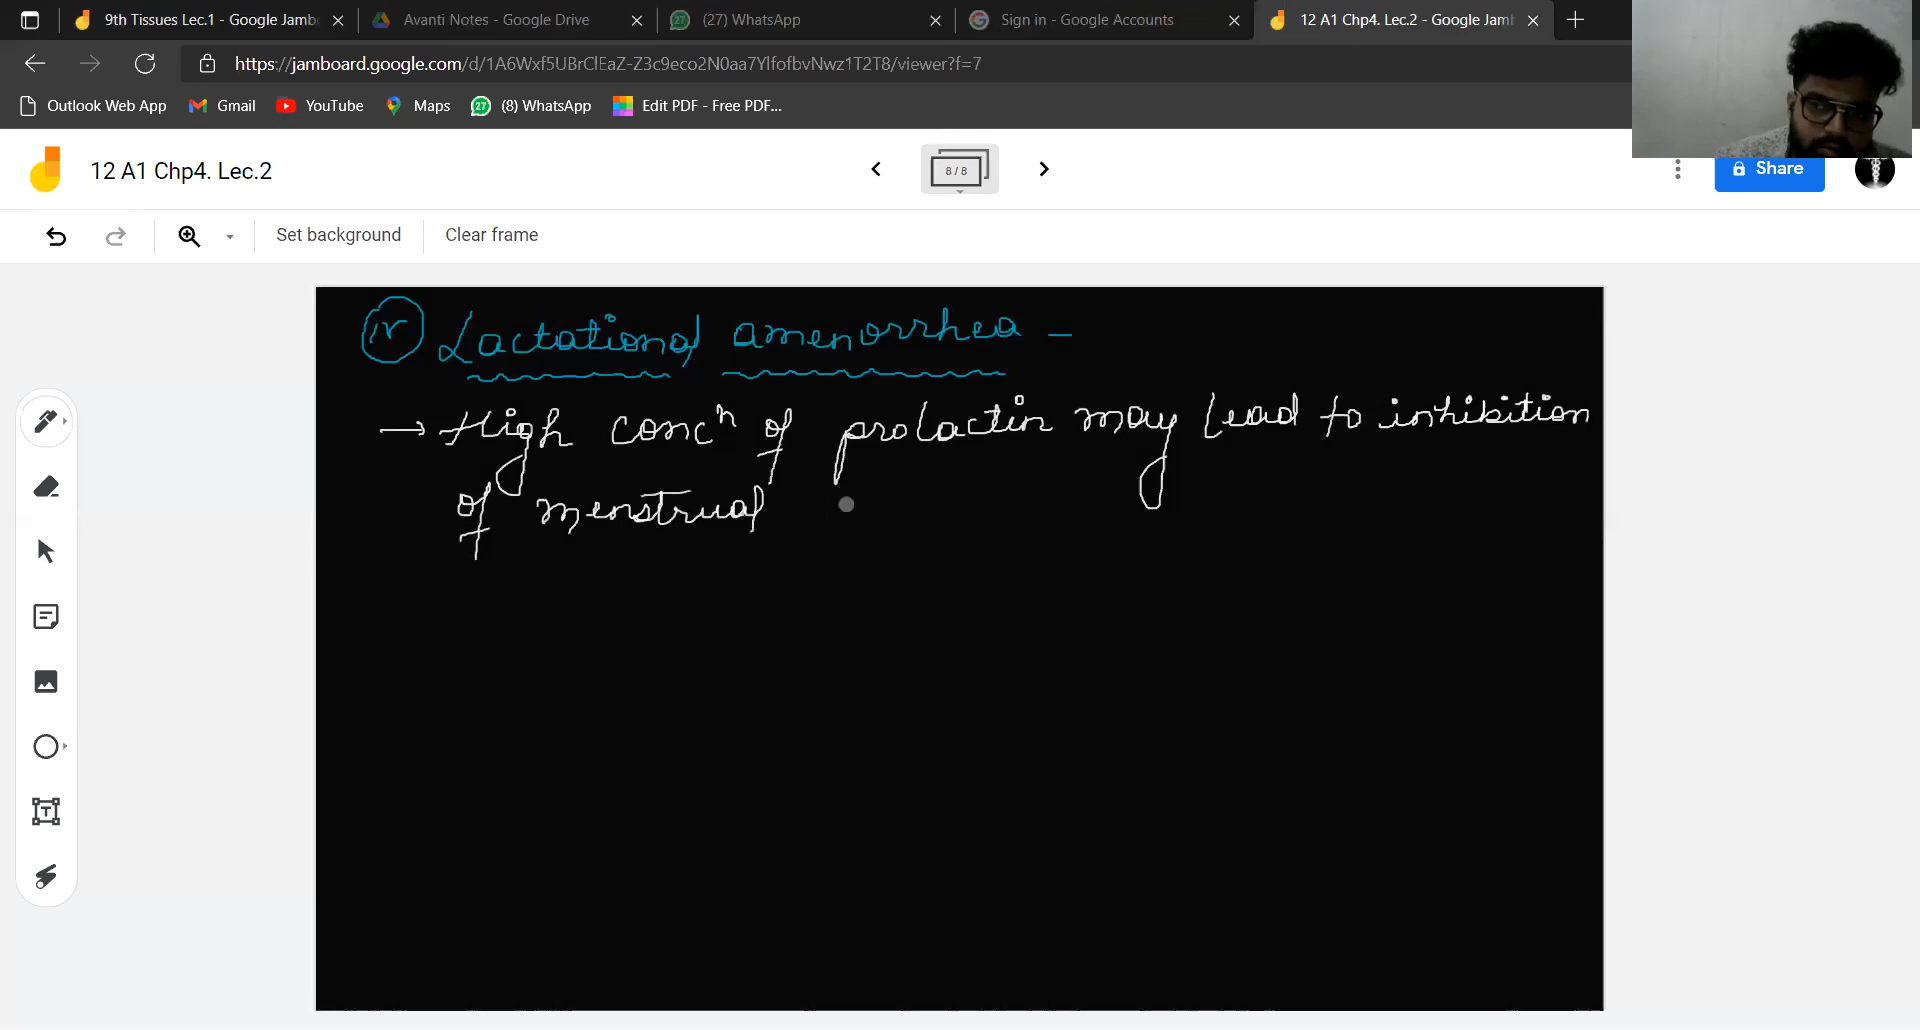 9th Tissues Lec.1 - Google Jamb
Avanti Notes - Google Drive
(27) WhatsApp
Sign in - Google Accounts
12 A1 Chp4. Lec.2 - Google Jam
https://jamboard.google.com/d/1A6Wxf5UBrClEaZ-Z3c9eco2N0aa7YlfofbvNwz1T2T8/viewer?f=7
Outlook Web App
Gmail
YouTube
Maps
27
(8) WhatsApp
Edit PDF - Free PDF...
12 A1 Chp4. Lec.2
8 / 8
Share
Set background
Clear frame
iv Lactational amenorrhea -
→ High concⁿ of prolactin may lead to inhibition
of menstrual